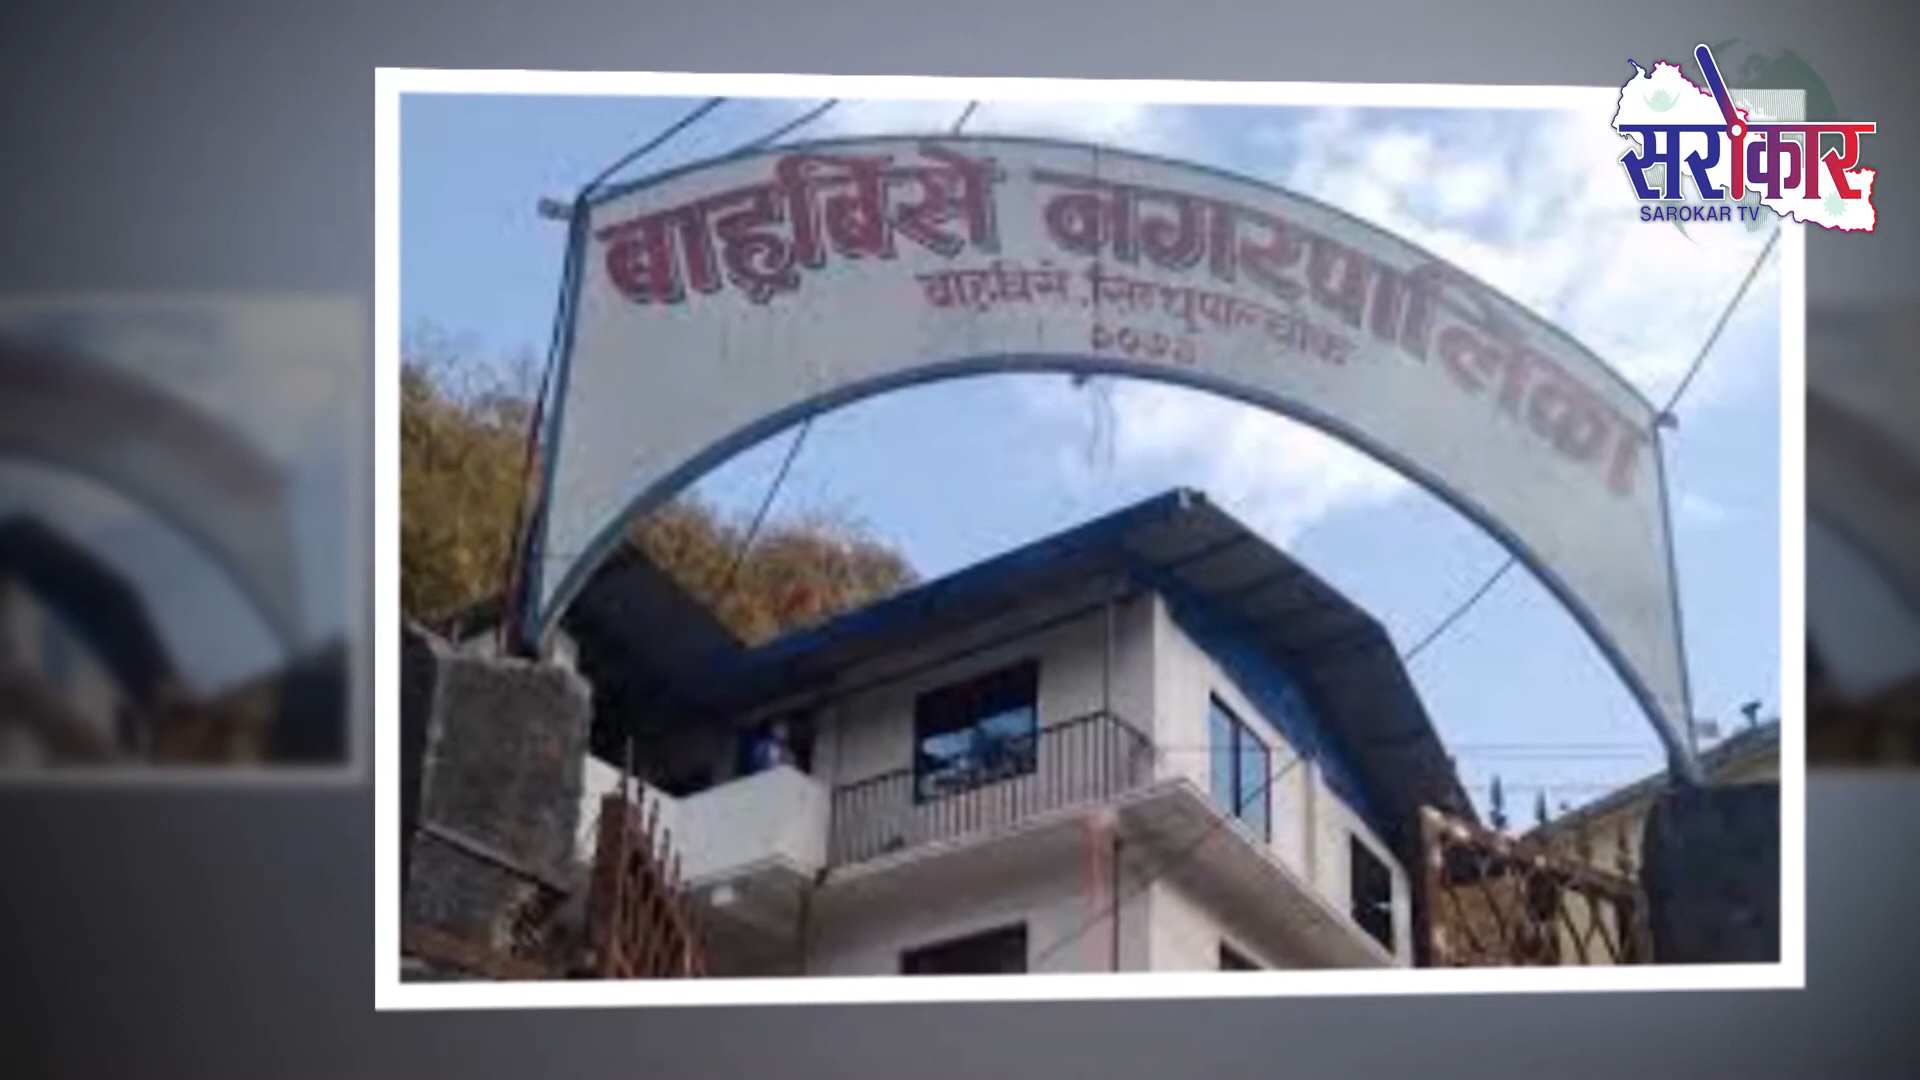 बाह्रबिसे नगरपालिका
बाह्रबिसे, सिन्धुपाल्चोक
सरोकार
SAROKAR TV